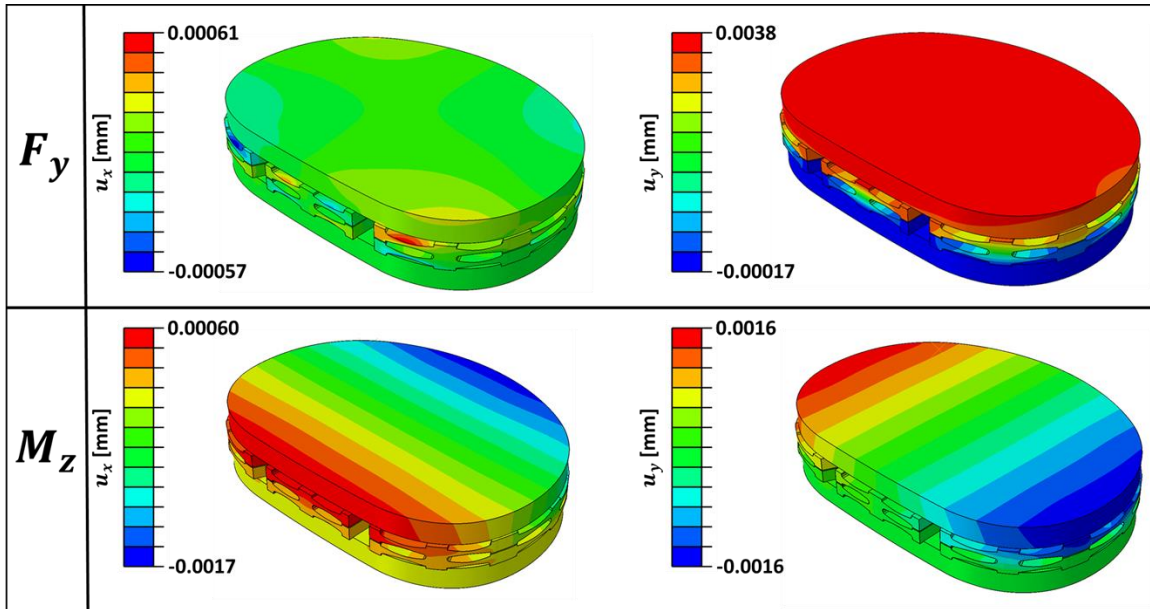 F_y
0.00061
u_x [mm]
-0.00057
0.0038
u_y [mm]
-0.00017
M_z
0.00060
u_x [mm]
-0.0017
0.0016
u_y [mm]
-0.0016